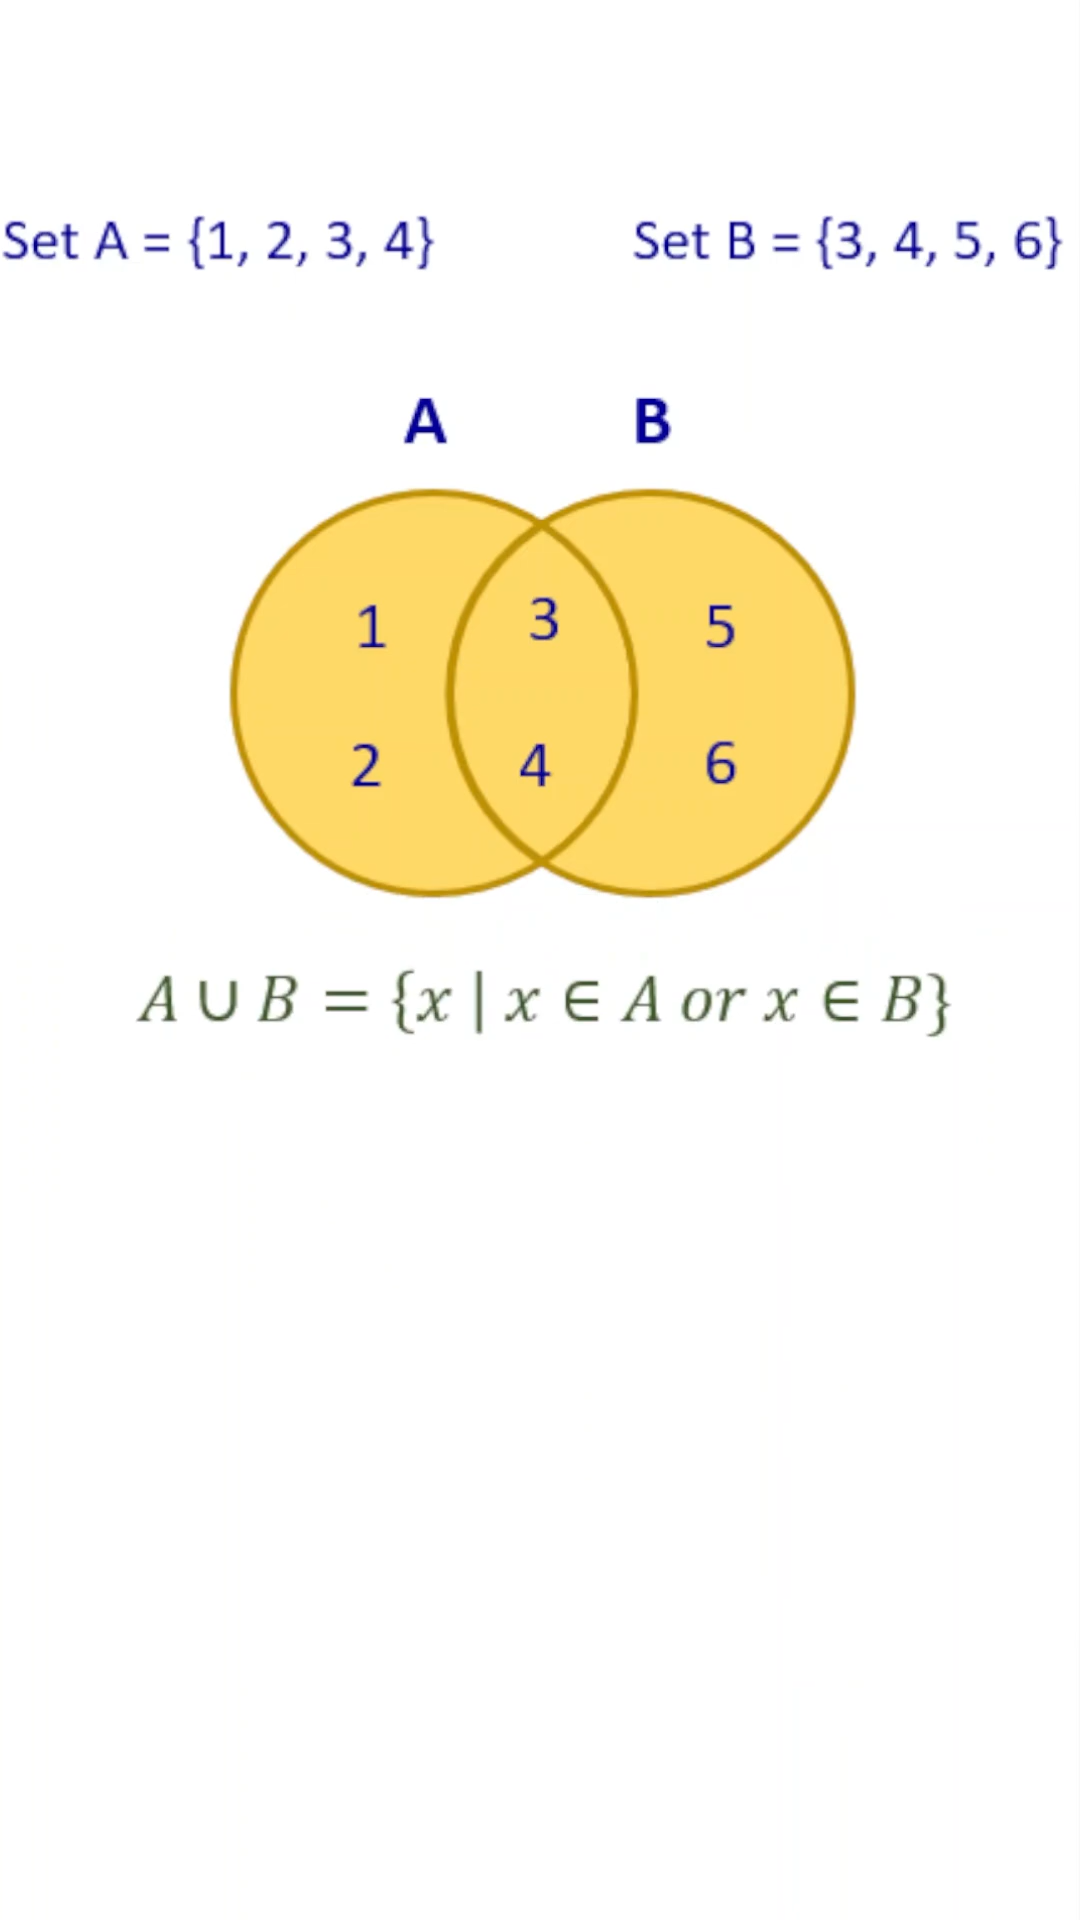 Set A = {1, 2, 3, 4} Set B = {3, 4, 5, 6}
A B
1 3 5
2 4 6
A ∪ B = {x | x ∈ A or x ∈ B}